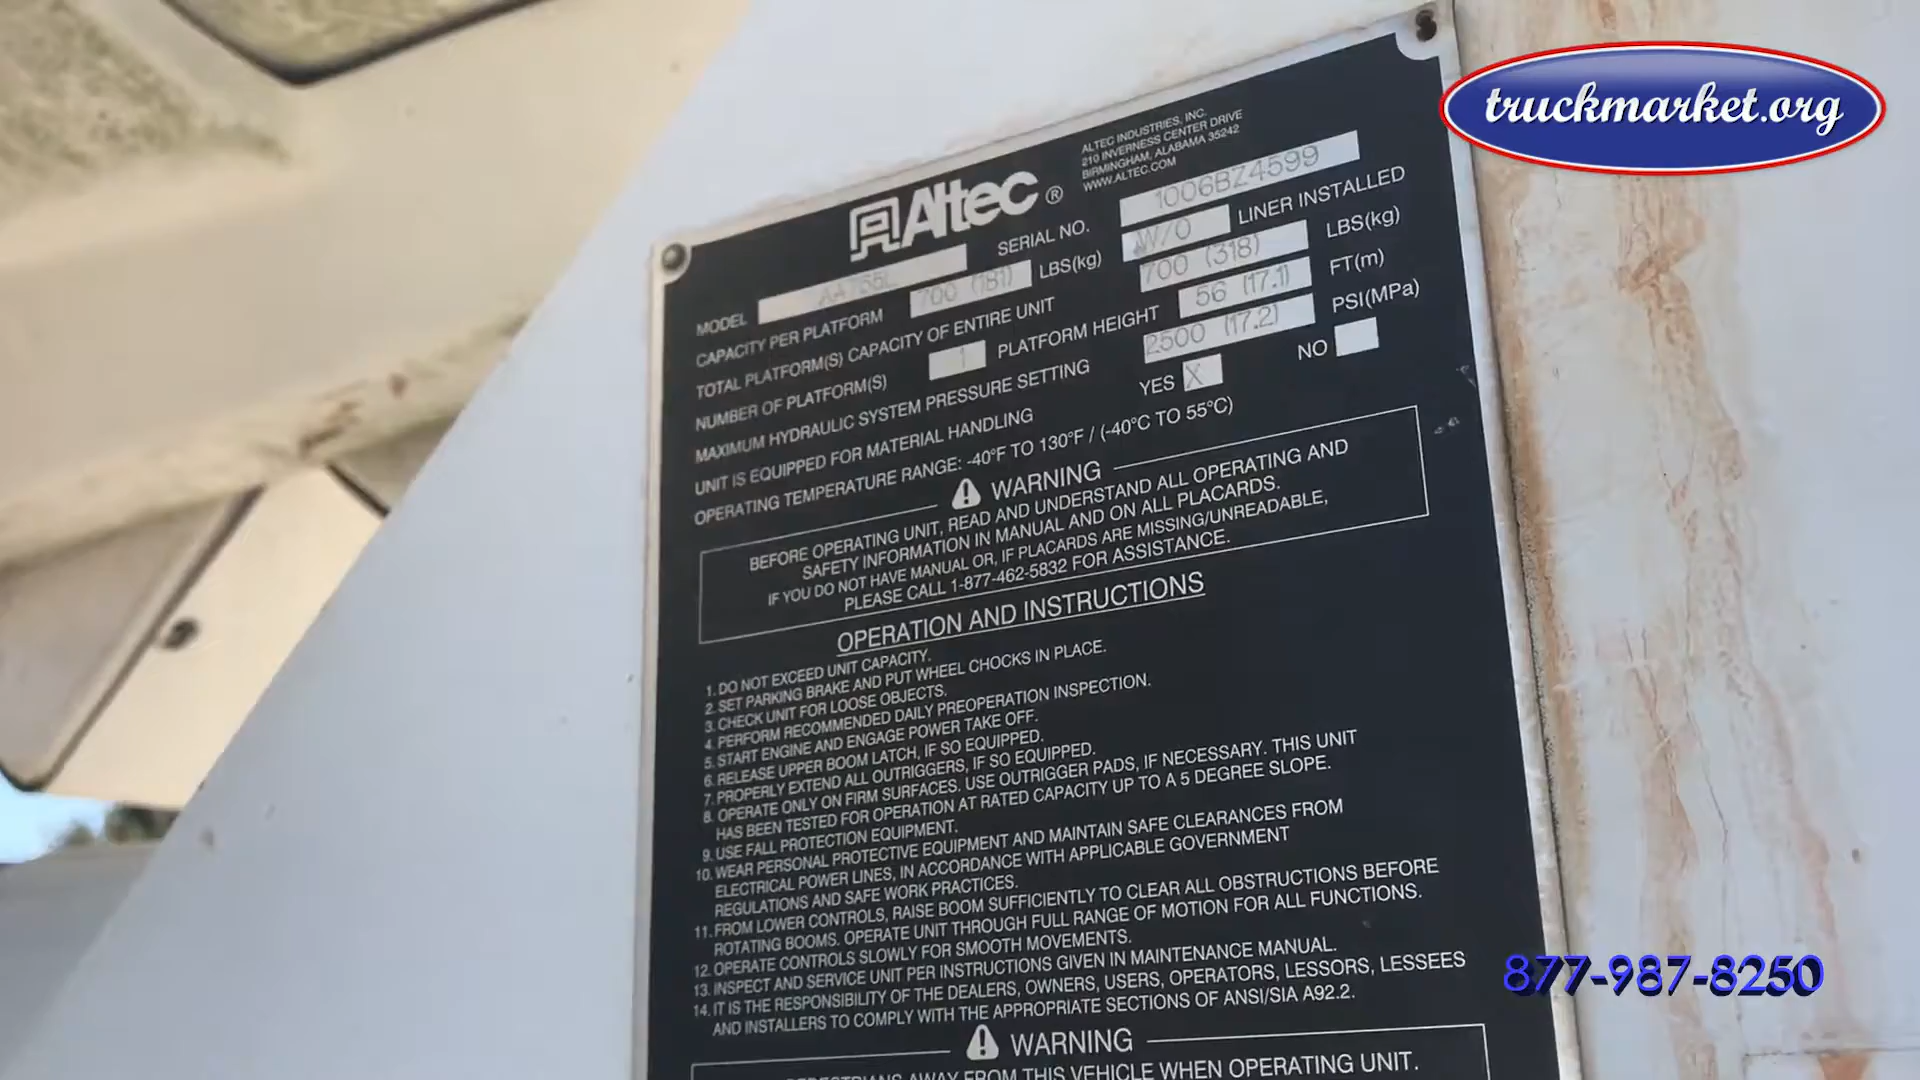 truckmarket.org
ALTEC INDUSTRIES, INC.
210 INVERNESS CENTER DRIVE
BIRMINGHAM, ALABAMA 35242
WWW.ALTEC.COM
Altec®
MODEL AA755L SERIAL NO. 1006BZ4599
CAPACITY PER PLATFORM 700 (181) LBS(kg) W/O LINER INSTALLED
TOTAL PLATFORM(S) CAPACITY OF ENTIRE UNIT 700 (318) LBS(kg)
NUMBER OF PLATFORM(S) 1 PLATFORM HEIGHT 56 (17.1) FT(m)
MAXIMUM HYDRAULIC SYSTEM PRESSURE SETTING 2500 (17.2) PSI(MPa)
UNIT IS EQUIPPED FOR MATERIAL HANDLING YES X NO
OPERATING TEMPERATURE RANGE: -40°F TO 130°F / (-40°C TO 55°C)
WARNING
BEFORE OPERATING UNIT, READ AND UNDERSTAND ALL OPERATING AND
SAFETY INFORMATION IN MANUAL AND ON ALL PLACARDS.
IF YOU DO NOT HAVE MANUAL OR, IF PLACARDS ARE MISSING/UNREADABLE,
PLEASE CALL 1-877-462-5832 FOR ASSISTANCE.
OPERATION AND INSTRUCTIONS
1. DO NOT EXCEED UNIT CAPACITY.
2. SET PARKING BRAKE AND PUT WHEEL CHOCKS IN PLACE.
3. CHECK UNIT FOR LOOSE OBJECTS.
4. PERFORM RECOMMENDED DAILY PREOPERATION INSPECTION.
5. START ENGINE AND ENGAGE POWER TAKE OFF.
6. RELEASE UPPER BOOM LATCH, IF SO EQUIPPED.
7. PROPERLY EXTEND ALL OUTRIGGERS, IF SO EQUIPPED.
8. OPERATE ONLY ON FIRM SURFACES. USE OUTRIGGER PADS, IF NECESSARY. THIS UNIT
HAS BEEN TESTED FOR OPERATION AT RATED CAPACITY UP TO A 5 DEGREE SLOPE.
9. USE FALL PROTECTION EQUIPMENT.
10. WEAR PERSONAL PROTECTIVE EQUIPMENT AND MAINTAIN SAFE CLEARANCES FROM
ELECTRICAL POWER LINES, IN ACCORDANCE WITH APPLICABLE GOVERNMENT
REGULATIONS AND SAFE WORK PRACTICES.
11. FROM LOWER CONTROLS, RAISE BOOM SUFFICIENTLY TO CLEAR ALL OBSTRUCTIONS BEFORE
ROTATING BOOMS. OPERATE UNIT THROUGH FULL RANGE OF MOTION FOR ALL FUNCTIONS.
12. OPERATE CONTROLS SLOWLY FOR SMOOTH MOVEMENTS.
13. INSPECT AND SERVICE UNIT PER INSTRUCTIONS GIVEN IN MAINTENANCE MANUAL.
14. IT IS THE RESPONSIBILITY OF THE DEALERS, OWNERS, USERS, OPERATORS, LESSORS, LESSEES
AND INSTALLERS TO COMPLY WITH THE APPROPRIATE SECTIONS OF ANSI/SIA A92.2.
WARNING
AWAY FROM THIS VEHICLE WHEN OPERATING UNIT.
877-987-8250